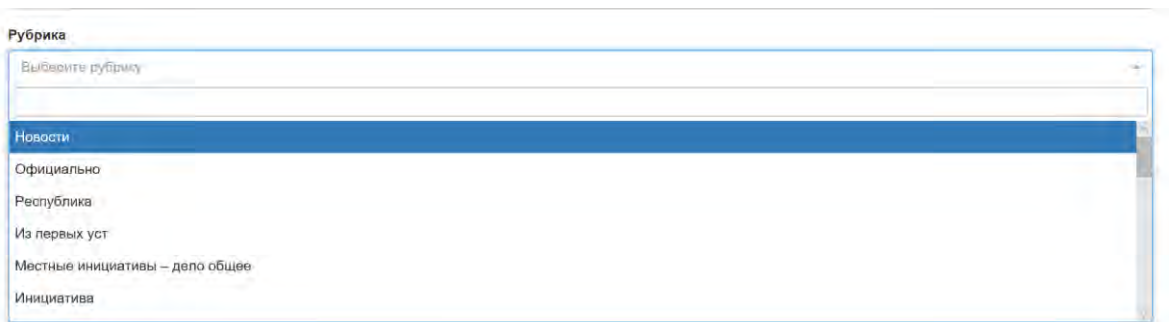 Рубрика
Выберите рубрику
Новости
Официально
Республика
Из первых уст
Местные инициативы – дело общее
Инициатива